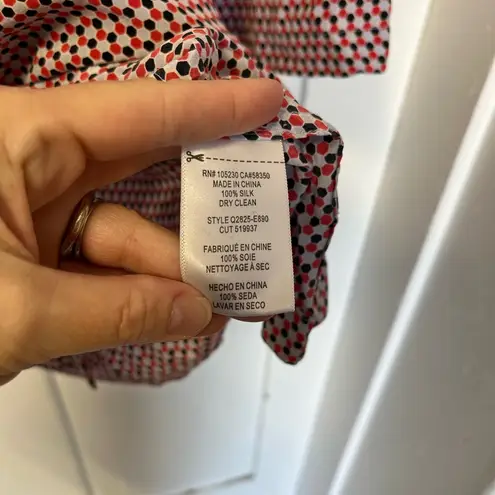 RN# 105230 CA#58350
MADE IN CHINA
100% SILK
DRY CLEAN
STYLE Q2825-E890
CUT 519937
FABRIQUÉ EN CHINE
100% SOIE
NETTOYAGE À SEC
HECHO EN CHINA
100% SEDA
LAVAR EN SECO